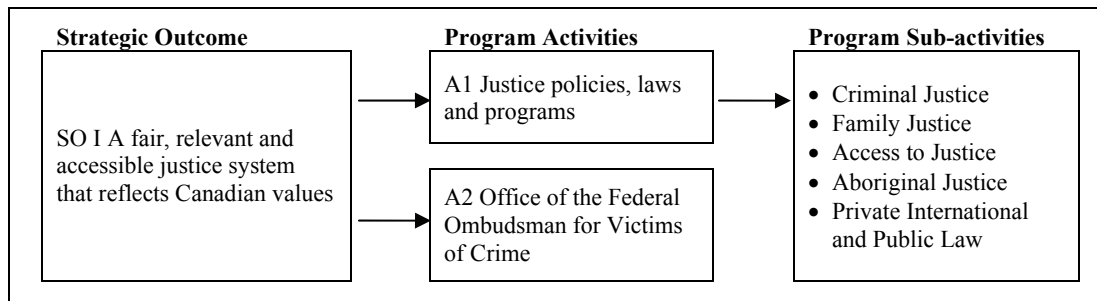 Strategic Outcome
SO I A fair, relevant and
accessible justice system
that reflects Canadian values
Program Activities
A1 Justice policies, laws
and programs
A2 Office of the Federal
Ombudsman for Victims
of Crime
Program Sub-activities
• Criminal Justice
• Family Justice
• Access to Justice
• Aboriginal Justice
• Private International
and Public Law